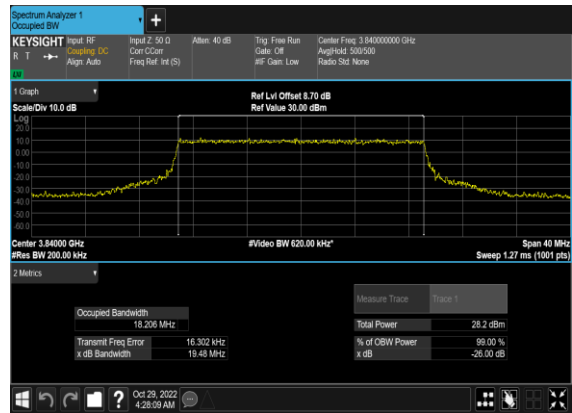 Spectrum Analyzer 1
Occupied BW
KEYSIGHT
R T
Input: RF
Coupling: DC
Align: Auto
Input Z: 50 Ω
Corr CCorr
Freq Ref: Int (S)
Atten: 40 dB
Trig: Free Run
Gate: Off
#IF Gain: Low
Center Freq: 3.840000000 GHz
Avg|Hold: 500/500
Radio Std: None
1 Graph
Scale/Div 10.0 dB
Ref Lvl Offset 8.70 dB
Ref Value 30.00 dBm
Log
20.0
10.0
0.00
-10.0
-20.0
-30.0
-40.0
-50.0
-60.0
Center 3.84000 GHz
#Res BW 200.00 kHz
#Video BW 620.00 kHz*
Span 40 MHz
Sweep 1.27 ms (1001 pts)
2 Metrics
Measure Trace Trace 1
Occupied Bandwidth
18.206 MHz
Total Power 28.2 dBm
Transmit Freq Error 16.302 kHz
% of OBW Power 99.00 %
x dB Bandwidth 19.48 MHz
x dB -26.00 dB
?
Oct 29, 2022
4:28:09 AM